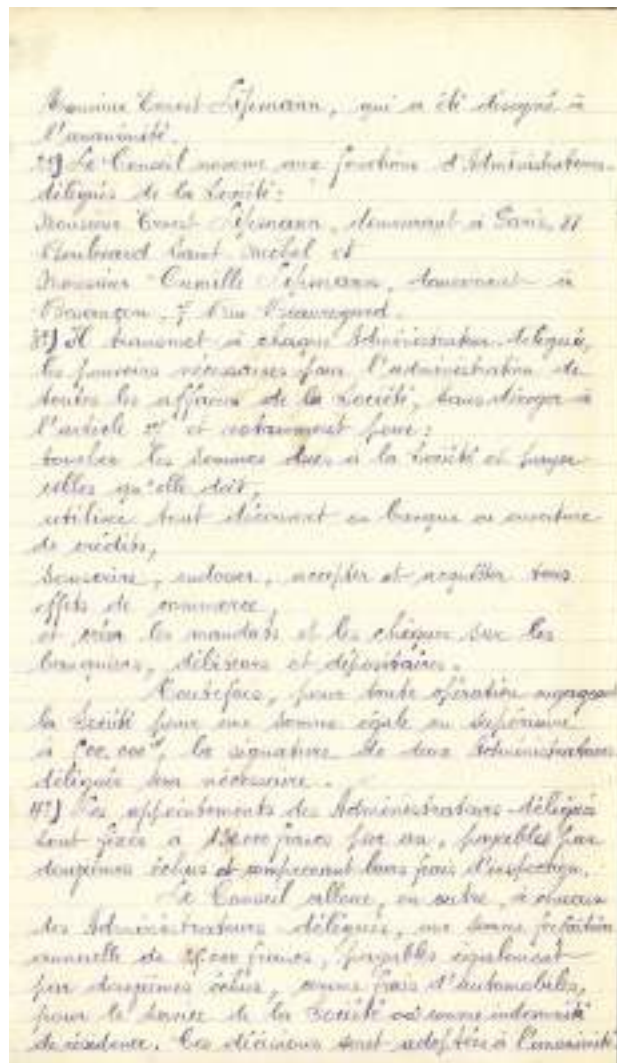 Monsieur Ernest Lipmann, qui a été désigné à
l'unanimité.
2°) Le Conseil nomme aux fonctions d'Administrateurs-
délégués de la Société:
Monsieur Ernest Lipmann, demeurant à Paris,
Boulevard Saint Michel et
Monsieur Camille Lipmann, demeurant à
Besançon, 7 Rue Beauregard.
3°) Il transmet à chaque Administrateur-délégué,
les pouvoirs nécessaires pour l'administration de
toutes les affaires de la Société, sans déroger à
l'article et notamment pour:
toucher les sommes dues à la Société et payer
celles qu'elle doit,
utiliser tout découvert en banque ou ouverture
de crédits,
Souscrire, endosser, accepter et acquitter tous
effets de commerce,
et créer les mandats et les chèques sur les
banquiers, débiteurs et dépositaires.
Toutefois, pour toute opération engageant
la Société pour une somme égale ou supérieure
à la signature de deux Administrateurs
délégués sera nécessaire.
4°) Les appointements des Administrateurs-délégués
sont fixés à francs par an, payables par
douzièmes échus et comprenant leurs frais d'inspection.
Le Conseil alloue, en outre, à chacun
des Administrateurs-délégués, une somme forfaitaire
annuelle de francs, payables également
par douzièmes échus, comme frais d'automobiles,
pour le service de la Société ou comme indemnité
de résidence. Ces décisions sont adoptées à l'unanimité